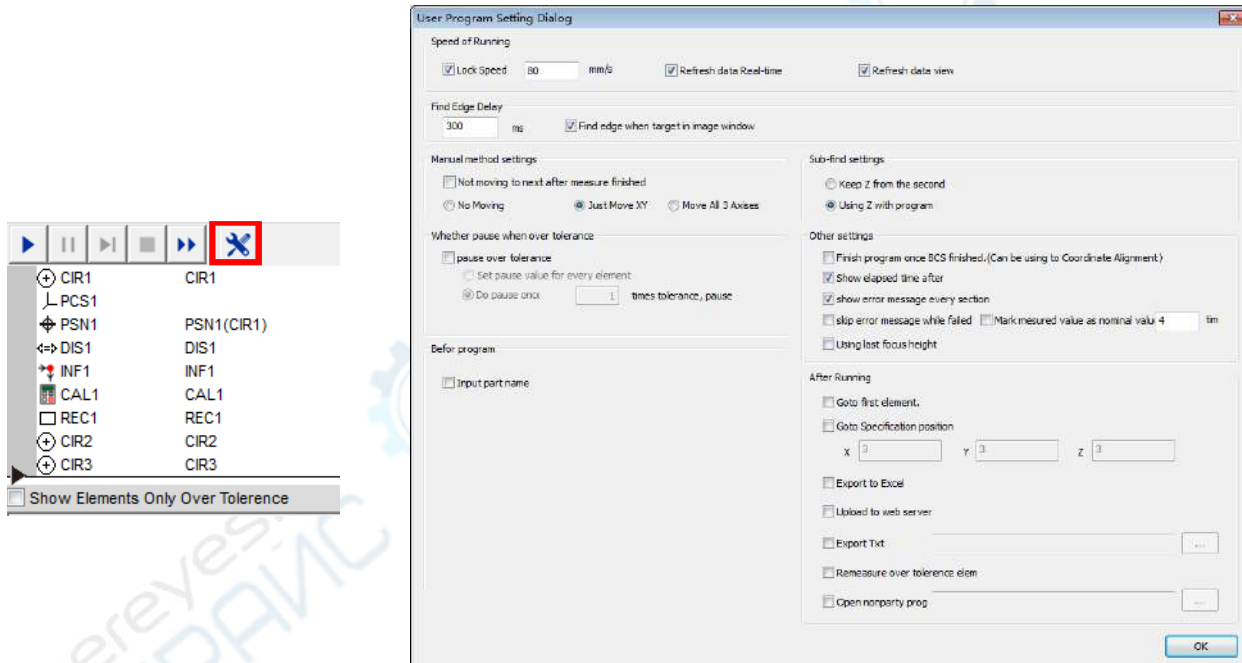 CIR1 CIR1
PCS1
PSN1 PSN1(CIR1)
DIS1 DIS1
INF1 INF1
CAL1 CAL1
REC1 REC1
CIR2 CIR2
CIR3 CIR3
Show Elements Only Over Tolerence
User Program Setting Dialog
Speed of Running
Lock Speed 80 mm/s Refresh data Real-time Refresh data view
Find Edge Delay
300 ms Find edge when target in image window
Manual method settings
Not moving to next after measure finished
No Moving Just Move XY Move All 3 Axises
Whether pause when over tolerance
pause over tolerance
Set pause value for every element
Do pause once 1 times tolerance, pause
Befor program
Input part name
Sub-find settings
Keep Z from the second
Using Z with program
Other settings
Finish program once BCS finished.(Can be using to Coordinate Alignment)
Show elapsed time after
show error message every section
skip error message while failed Mark mesured value as nominal valu 4 tim
Using last focus height
After Running
Goto first element.
Goto Specification position
X 3 Y 3 Z 3
Export to Excel
Upload to web server
Export Txt ...
Remeasure over tolerence elem
Open nonparty prog ...
OK